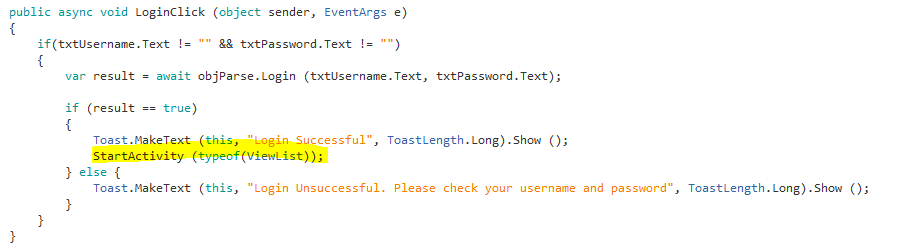 public async void LoginClick (object sender, EventArgs e)
{
    if(txtUsername.Text != "" && txtPassword.Text != "")
    {
        var result = await objParse.Login (txtUsername.Text, txtPassword.Text);

        if (result == true)
        {
            Toast.MakeText (this, "Login Successful", ToastLength.Long).Show ();
            StartActivity (typeof(ViewList));
        } else {
            Toast.MakeText (this, "Login Unsuccessful. Please check your username and password", ToastLength.Long).Show ();
        }
    }
}